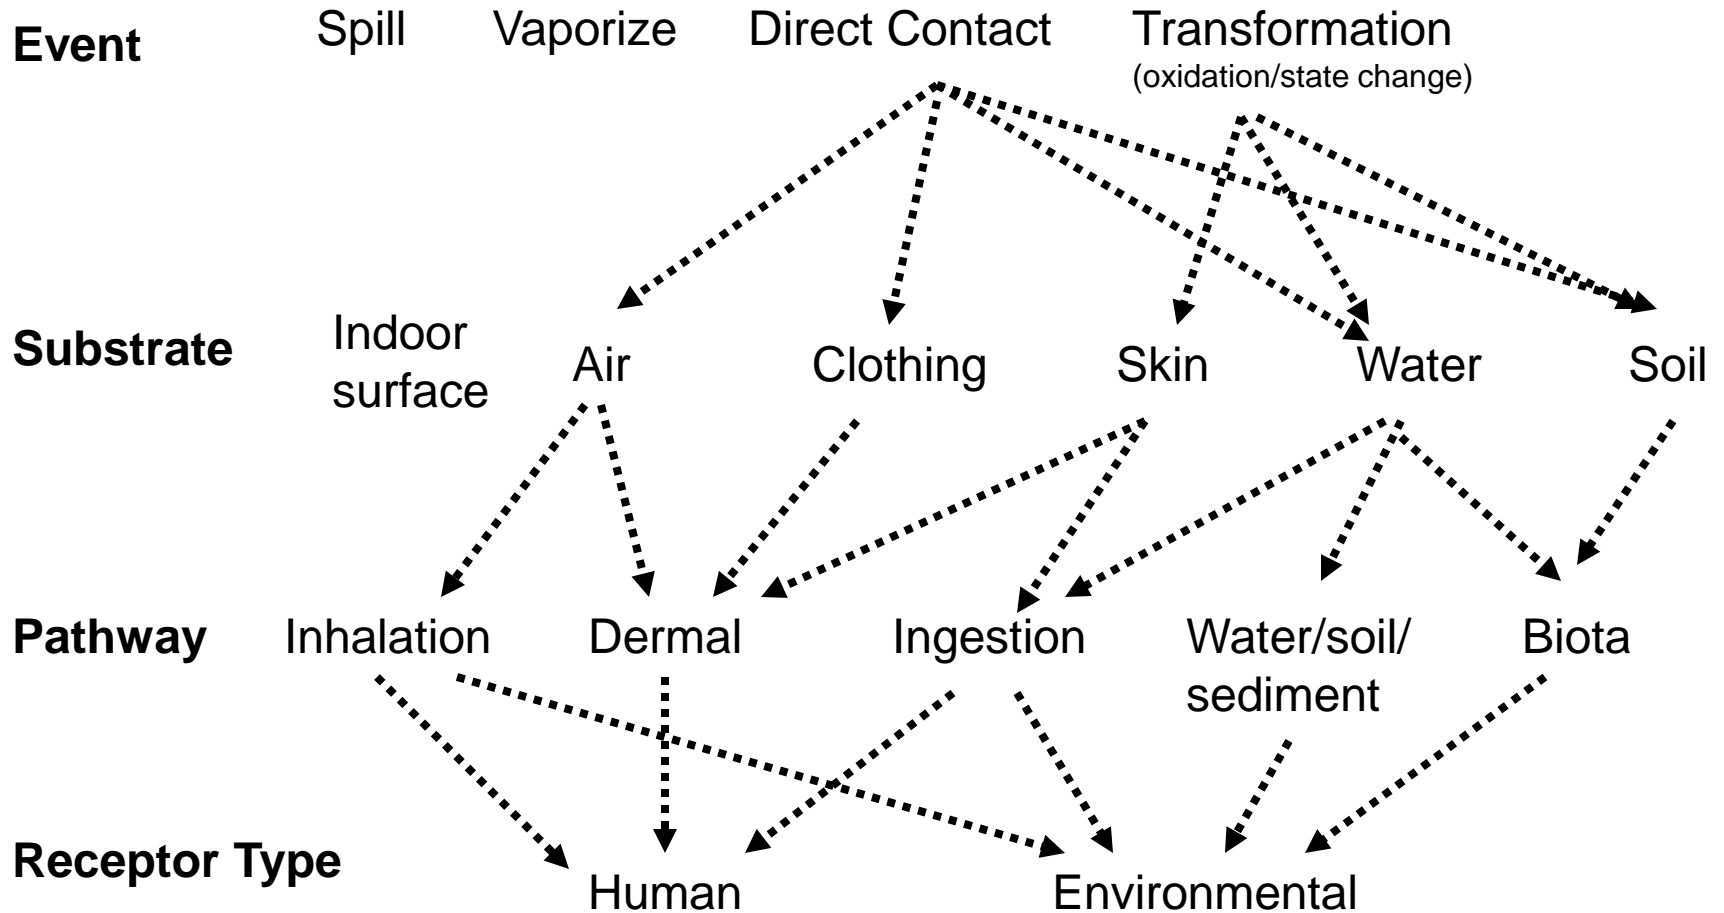 Event Spill Vaporize Direct Contact Transformation
(oxidation/state change)
Substrate Indoor surface Air Clothing Skin Water Soil
Pathway Inhalation Dermal Ingestion Water/soil/
sediment Biota
Receptor Type Human Environmental